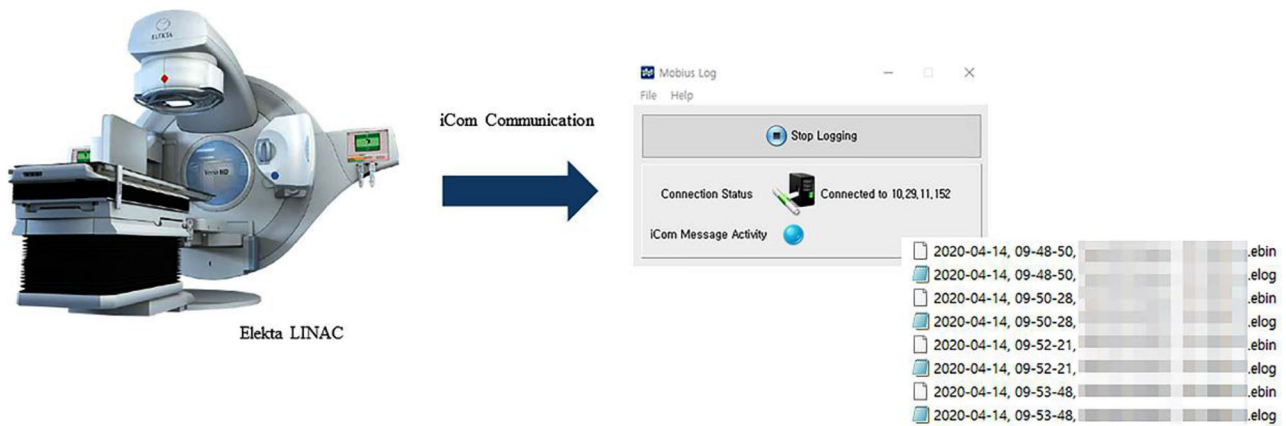 ELEKTA
Versa HD
Elekta LINAC
iCom Communication
Mobius Log
File Help
Stop Logging
Connection Status
Connected to 10,29,11,152
iCom Message Activity
2020-04-14, 09-48-50, .ebin
2020-04-14, 09-48-50, .elog
2020-04-14, 09-50-28, .ebin
2020-04-14, 09-50-28, .elog
2020-04-14, 09-52-21, .ebin
2020-04-14, 09-52-21, .elog
2020-04-14, 09-53-48, .ebin
2020-04-14, 09-53-48, .elog